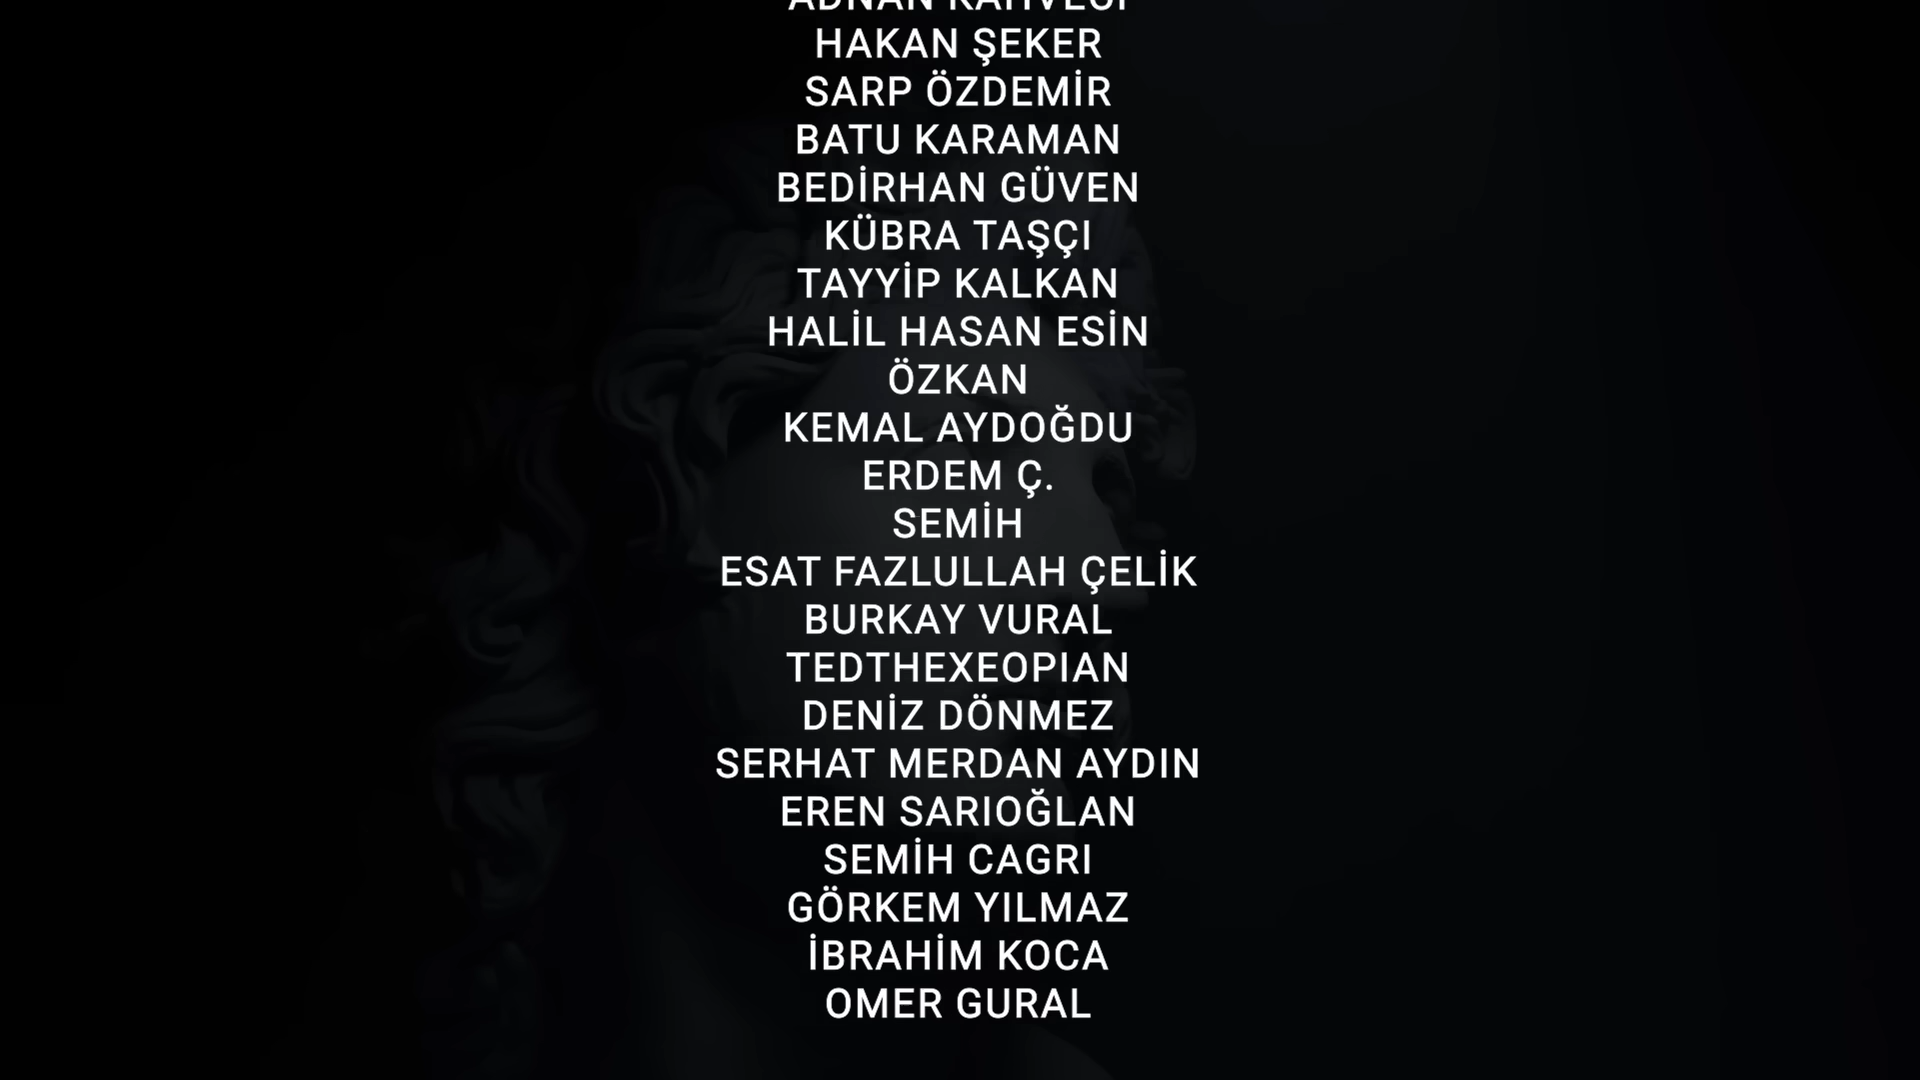 ADNAN KAHVECİ
HAKAN ŞEKER
SARP ÖZDEMİR
BATU KARAMAN
BEDİRHAN GÜVEN
KÜBRA TAŞÇI
TAYYİP KALKAN
HALİL HASAN ESİN
ÖZKAN
KEMAL AYDOĞDU
ERDEM Ç.
SEMİH
ESAT FAZLULLAH ÇELİK
BURKAY VURAL
TEDTHEXEOPIAN
DENİZ DÖNMEZ
SERHAT MERDAN AYDIN
EREN SARIOĞLAN
SEMİH CAGRI
GÖRKEM YILMAZ
İBRAHİM KOCA
OMER GURAL